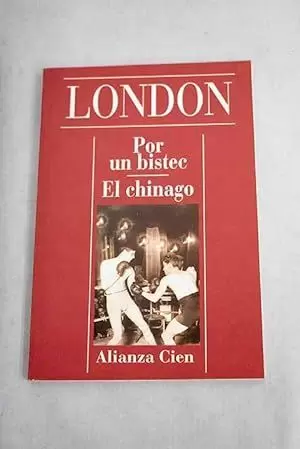 LONDON
Por
un bistec
El chinago
Alianza Cien